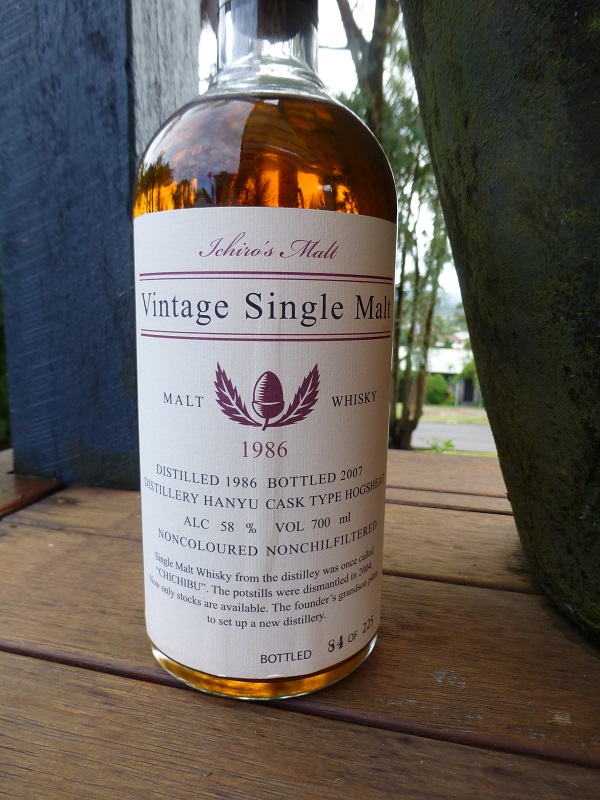 Ichiro's Malt
Vintage Single Malt
MALT WHISKY
1986
DISTILLED 1986 BOTTLED 2007
DISTILLERY HANYU CASK TYPE HOGSHEAD
ALC 58 % VOL 700 ml
NONCOLOURED NONCHILFILTERED
Single Malt Whisky from the distilley was once called
"CHICHIBU". The potstills were dismantled in 2004.
Now only stocks are available. The founder's grandson plans
to set up a new distillery.
BOTTLED 84 OF 225